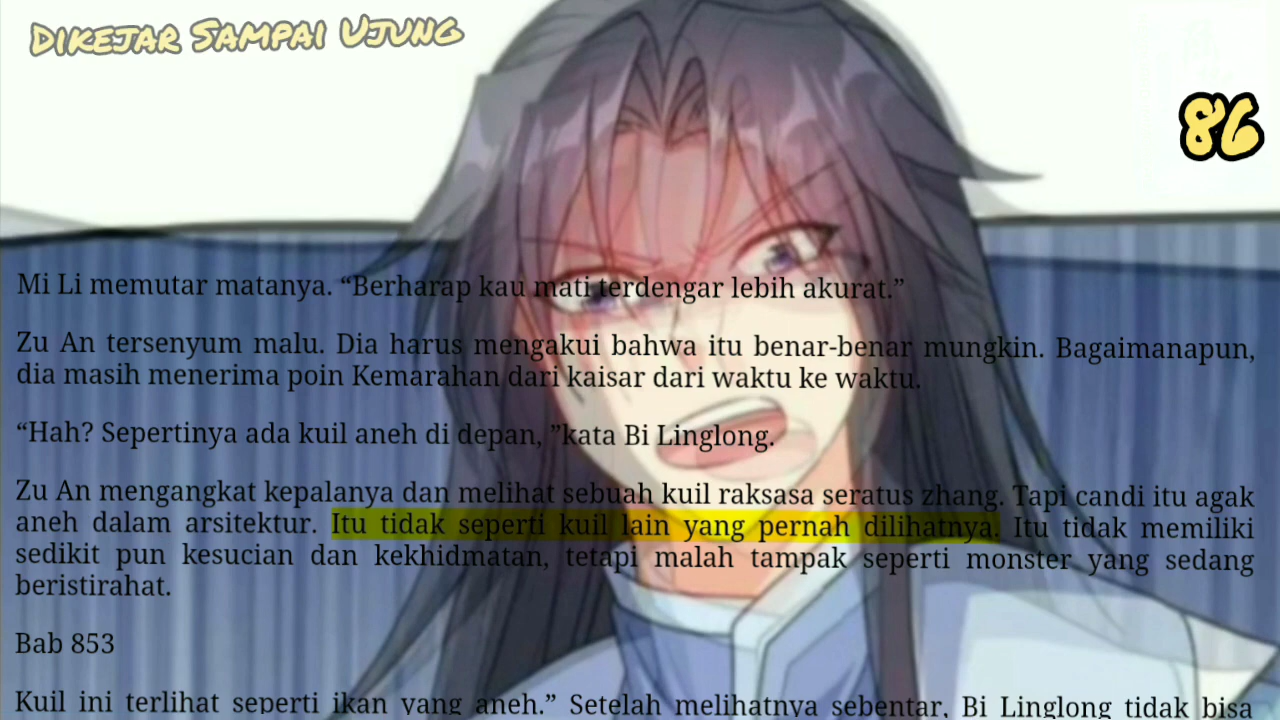 Dikejar Sampai Ujung
86
Mi Li memutar matanya. “Berharap kau mati terdengar lebih akurat.”
Zu An tersenyum malu. Dia harus mengakui bahwa itu benar-benar mungkin. Bagaimanapun,
dia masih menerima poin Kemarahan dari kaisar dari waktu ke waktu.
“Hah? Sepertinya ada kuil aneh di depan, ”kata Bi Linglong.
Zu An mengangkat kepalanya dan melihat sebuah kuil raksasa seratus zhang. Tapi candi itu agak
aneh dalam arsitektur. Itu tidak seperti kuil lain yang pernah dilihatnya. Itu tidak memiliki
sedikit pun kesucian dan kekhidmatan, tetapi malah tampak seperti monster yang sedang
beristirahat.
Bab 853
Kuil ini terlihat seperti ikan yang aneh.” Setelah melihatnya sebentar, Bi Linglong tidak bisa